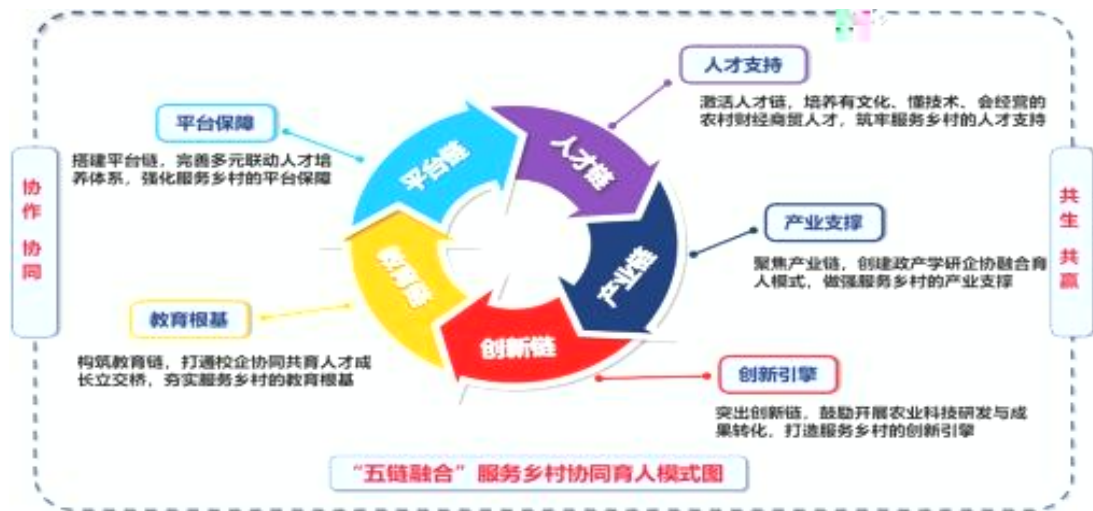 人才支持
激活人才链，培养有文化、懂技术、会经营的
农村财经商贸人才，筑牢服务乡村的人才支持
平台保障
搭建平台链，完善多元联动人才培
养体系，强化服务乡村的平台保障
协作 协同
共生 共赢
平台链
人才链
产业链
创新链
教育链
产业支撑
聚焦产业链，创建政产学研企协融合育
人模式，做强服务乡村的产业支撑
教育根基
构筑教育链，打通校企协同共育人才成
长立交桥，夯实服务乡村的教育根基
创新引擎
突出创新链，鼓励开展农业科技研发与成
果转化，打造服务乡村的创新引擎
“五链融合”服务乡村协同育人模式图